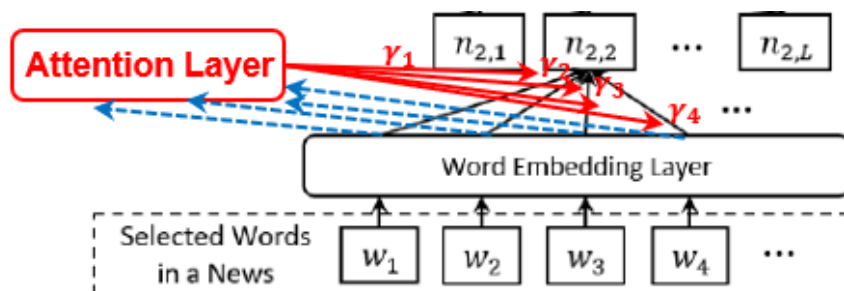 n₂,₁ n₂,₂ ... n₂,L
γ₁ γ₂ γ₃ γ₄ ...
Attention Layer
Word Embedding Layer
Selected Words
in a News
w₁ w₂ w₃ w₄ ...